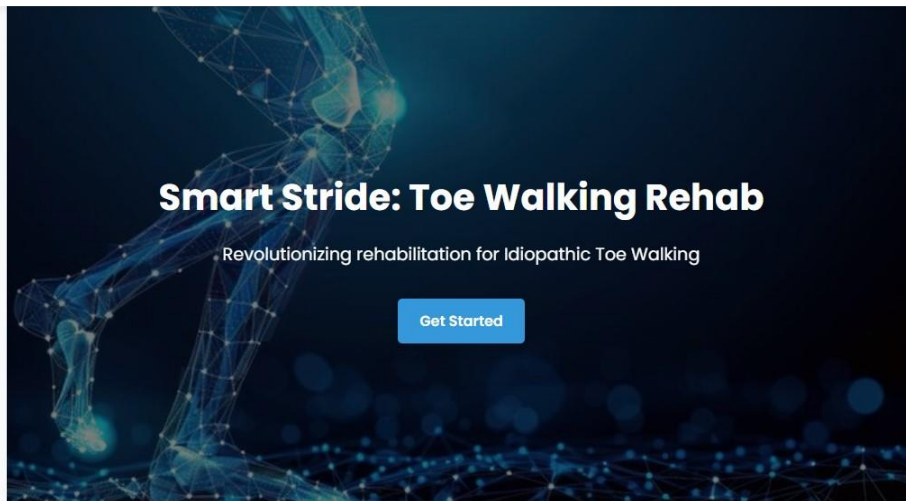 Smart Stride: Toe Walking Rehab
Revolutionizing rehabilitation for Idiopathic Toe Walking
Get Started